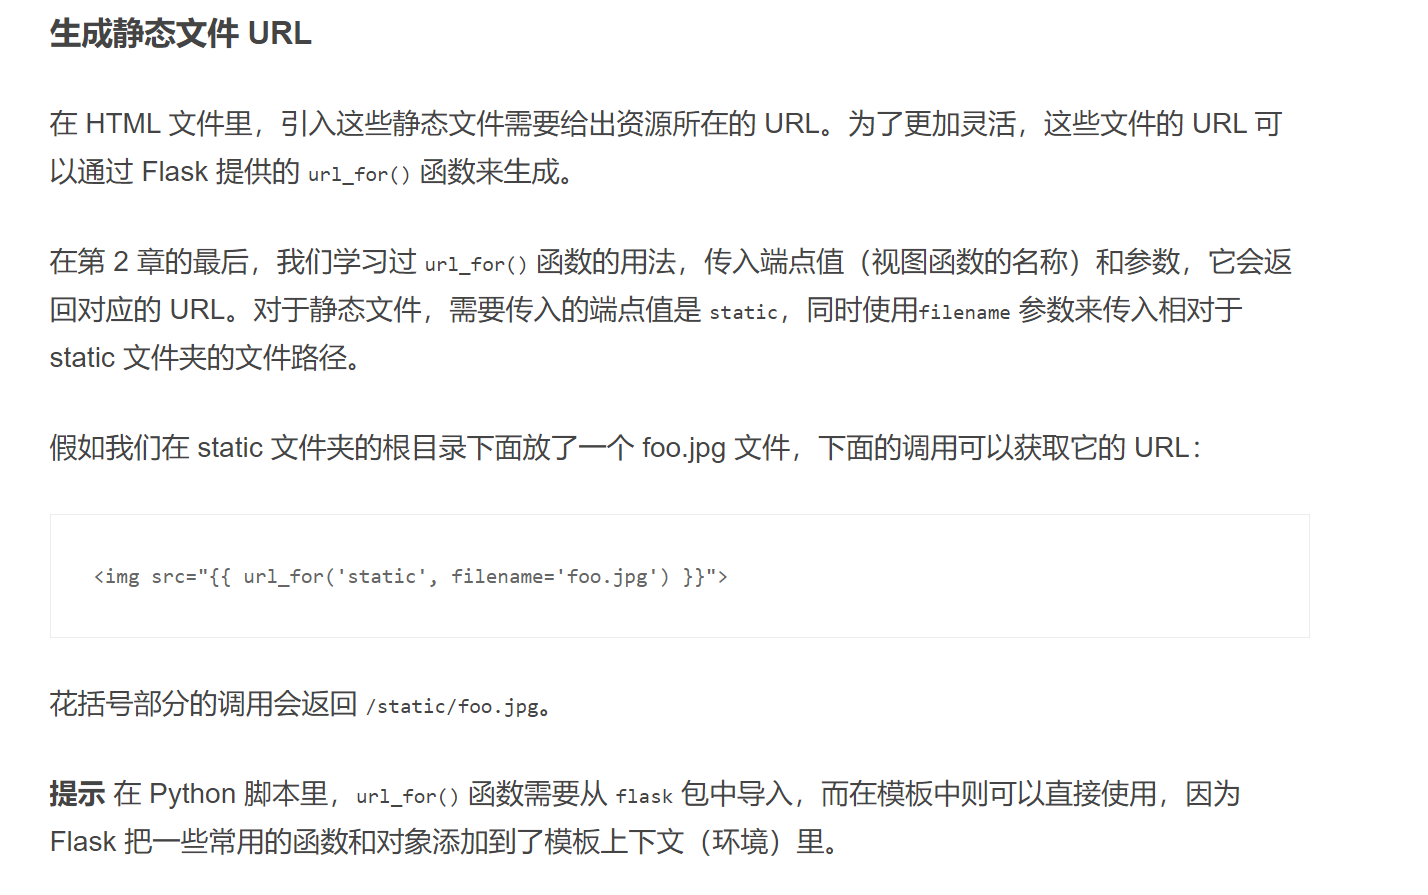 生成静态文件 URL
在 HTML 文件里，引入这些静态文件需要给出资源所在的 URL。为了更加灵活，这些文件的 URL 可
以通过 Flask 提供的 url_for() 函数来生成。
在第 2 章的最后，我们学习过 url_for() 函数的用法，传入端点值（视图函数的名称）和参数，它会返
回对应的 URL。对于静态文件，需要传入的端点值是 static，同时使用filename 参数来传入相对于
static 文件夹的文件路径。
假如我们在 static 文件夹的根目录下面放了一个 foo.jpg 文件，下面的调用可以获取它的 URL：
<img src="{{ url_for('static', filename='foo.jpg') }}">
花括号部分的调用会返回 /static/foo.jpg。
提示 在 Python 脚本里，url_for() 函数需要从 flask 包中导入，而在模板中则可以直接使用，因为
Flask 把一些常用的函数和对象添加到了模板上下文（环境）里。